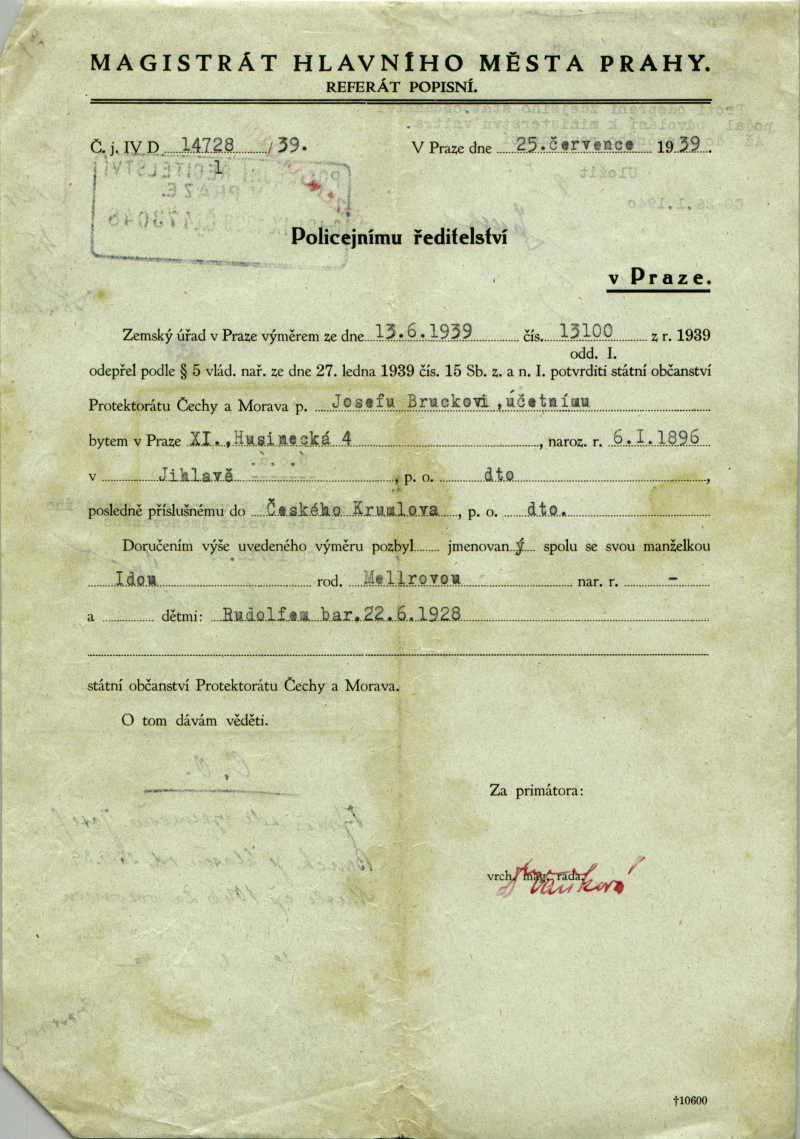 MAGISTRÁT HLAVNÍHO MĚSTA PRAHY.
REFERÁT POPISNÍ.
Č. j. IV D 14728/39.
1
V Praze dne 25. července 1939.
Policejnímu ředitelství
v Praze.
Zemský úřad v Praze výměrem ze dne 13.6.1939 čís. 13100 z r. 1939
odd. I.
odepřel podle § 5 vlád. nař. ze dne 27. ledna 1939 čís. 15 Sb. z. a n. I. potvrditi státní občanství
Protektorátu Čechy a Morava p. Josefu Bruckovi, účetnímu
bytem v Praze XI., Husinecká 4, naroz. r. 6.I.1896
v Jihlavě, p. o. dto,
posledně příslušnému do Českého Krumlova, p. o. dto.
Doručením výše uvedeného výměru pozbyl jmenovaný spolu se svou manželkou
Idou rod. Mellrovou nar. r. -
a dětmi: Rudolfem bar.22.6.1928
státní občanství Protektorátu Čechy a Morava.
O tom dávám věděti.
Za primátora:
vrch. mag. rada.
†10600